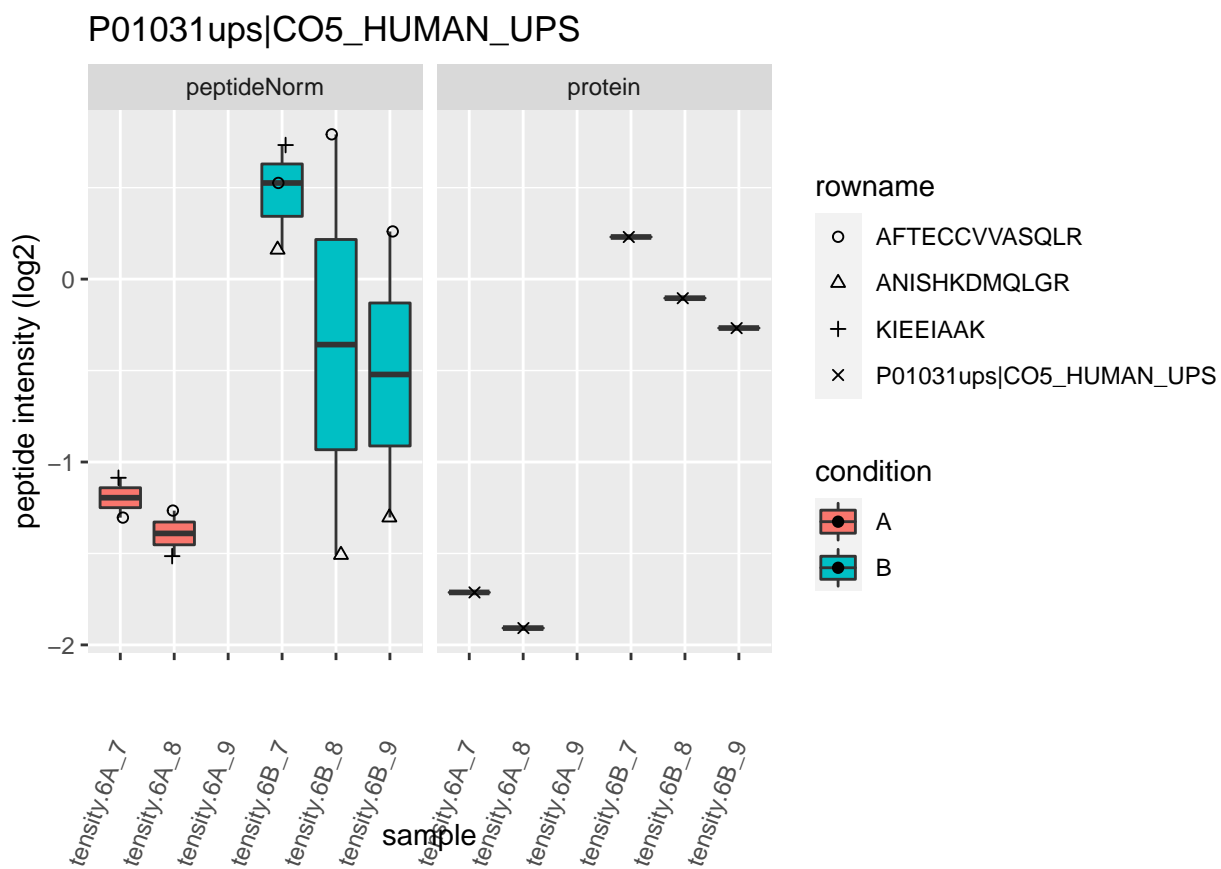 P01031ups|CO5_HUMAN_UPS
peptideNorm
protein
peptide intensity (log2)
0
−1
−2
tensity.6A_7
tensity.6A_8
tensity.6A_9
tensity.6B_7
tensity.6B_8
tensity.6B_9
tensity.6A_7
tensity.6A_8
tensity.6A_9
tensity.6B_7
tensity.6B_8
tensity.6B_9
sample
rowname
AFTECCVVASQLR
ANISHKDMQLGR
KIEEIAAK
P01031ups|CO5_HUMAN_UPS
condition
A
B